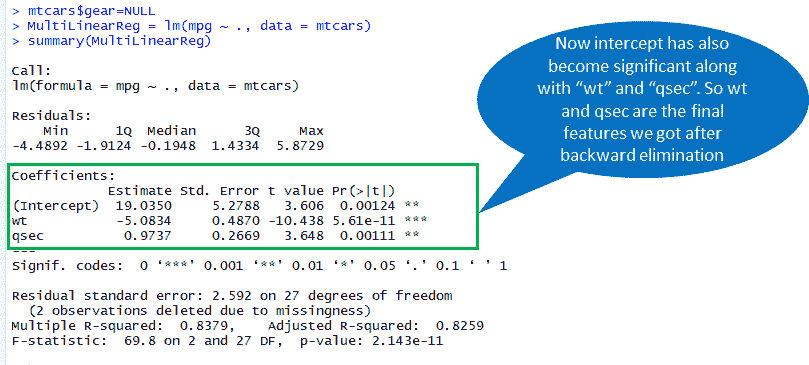 > mtcars$gear=NULL
> MultiLinearReg = lm(mpg ~ ., data = mtcars)
> summary(MultiLinearReg)
Call:
lm(formula = mpg ~ ., data = mtcars)
Residuals:
Min 1Q Median 3Q Max
-4.4892 -1.9124 -0.1948 1.4334 5.8729
Coefficients:
Estimate Std. Error t value Pr(>|t|)
(Intercept) 19.0350 5.2788 3.606 0.00124 **
wt -5.0834 0.4870 -10.438 5.61e-11 ***
qsec 0.9737 0.2669 3.648 0.00111 **
---
Signif. codes: 0 ‘***’ 0.001 ‘**’ 0.01 ‘*’ 0.05 ‘.’ 0.1 ‘ ’ 1
Residual standard error: 2.592 on 27 degrees of freedom
(2 observations deleted due to missingness)
Multiple R-squared: 0.8379, Adjusted R-squared: 0.8259
F-statistic: 69.8 on 2 and 27 DF, p-value: 2.143e-11
Now intercept has also
become significant along
with “wt” and “qsec”. So wt
and qsec are the final
features we got after
backward elimination